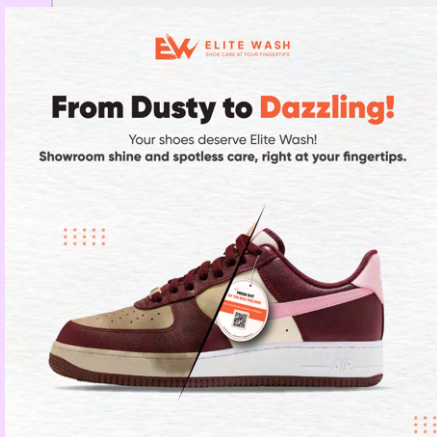 EW
ELITE WASH
SHOE CARE AT YOUR FINGERTIPS
From Dusty to Dazzling!
Your shoes deserve Elite Wash!
Showroom shine and spotless care, right at your fingertips.